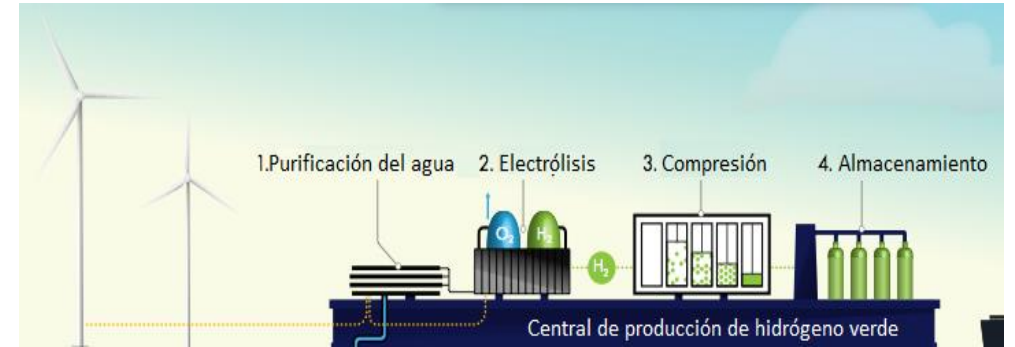 1.Purificación del agua
2. Electrólisis
3. Compresión
4. Almacenamiento
O₂
H₂
H₂
Central de producción de hidrógeno verde